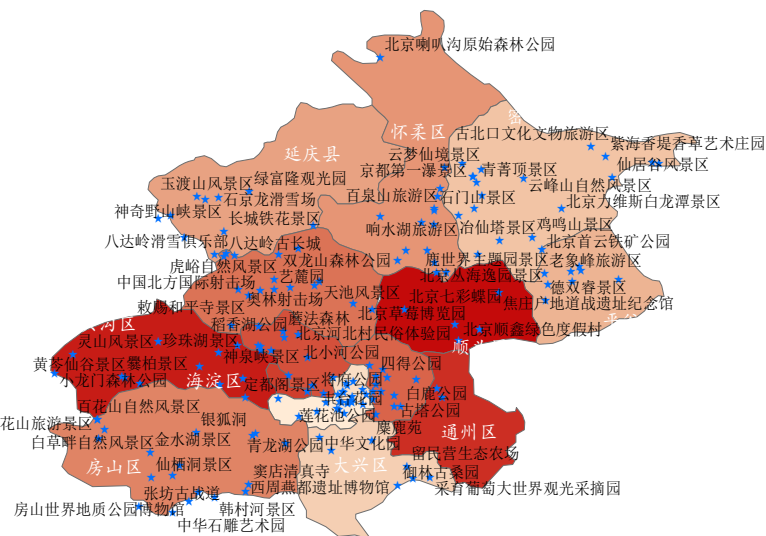 北京喇叭沟原始森林公园
怀柔区
密
古北口文化文物旅游区
紫海香堤香草艺术庄园
延庆县
云梦仙境景区
京都第一瀑景区
青菁顶景区
仙居谷风景区
玉渡山风景区
绿富隆观光园
云峰山自然风景区
石京龙滑雪场
百泉山旅游区
石门山景区
北京力维斯白龙潭景区
神奇野山峡景区
长城铁花景区
响水湖旅游区
冶仙塔景区
鸡鸣山景区
八达岭滑雪俱乐部
八达岭古长城
北京首云铁矿公园
虎峪自然风景区
双龙山森林公园
鹿世界主题园景区
老象峰旅游区
中国北方国际射击场
艺麓园
北京从海逸园景区
德双睿景区
奥林射击场
天池风景区
北京七彩蝶园
焦庄户地道战遗址纪念馆
敕赐和平寺景区
稻香湖公园
蘑法森林
北京草莓博览园
北京河北村民俗体验园
北京顺鑫绿色度假村
灵山风景区
珍珠湖景区
神泉峡景区
北小河公园
黄芩仙谷景区
爨柏景区
四得公园
小龙门森林公园
海淀区
定都阁景区
将府公园
白鹿公园
百花山自然风景区
莲花池公园
古塔公园
花山旅游景区
银狐洞
麋鹿苑
通州区
白草畔自然风景区
金水湖景区
青龙湖公园
中华文化园
留民营生态农场
房山区
仙栖洞景区
窦店清真寺
大兴区
御林古桑园
张坊古战道
西周燕都遗址博物馆
采育葡萄大世界观光采摘园
房山世界地质公园博物馆
韩村河景区
中华石雕艺术园